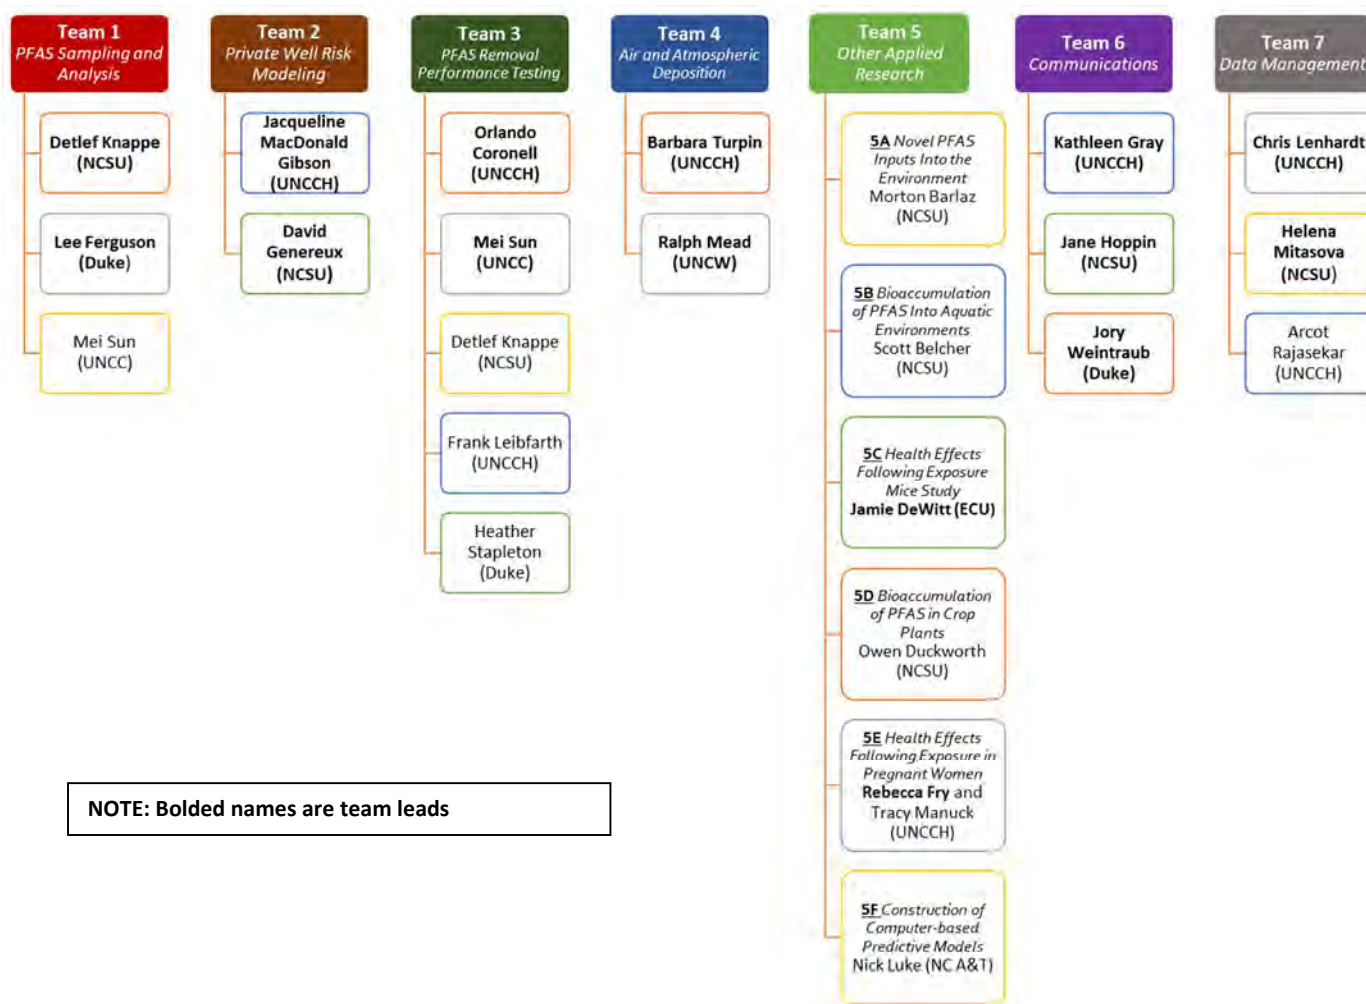 Team 1
PFAS Sampling and
Analysis
Detlef Knappe
(NCSU)
Lee Ferguson
(Duke)
Mei Sun
(UNCC)
Team 2
Private Well Risk
Modeling
Jacqueline
MacDonald
Gibson
(UNCCH)
David
Genereux
(NCSU)
Team 3
PFAS Removal
Performance Testing
Orlando
Coronell
(UNCCH)
Mei Sun
(UNCC)
Detlef Knappe
(NCSU)
Frank Leibfarth
(UNCCH)
Heather
Stapleton
(Duke)
Team 4
Air and Atmospheric
Deposition
Barbara Turpin
(UNCCH)
Ralph Mead
(UNCW)
Team 5
Other Applied
Research
5A Novel PFAS
Inputs Into the
Environment
Morton Barlaz
(NCSU)
5B Bioaccumulation
of PFAS Into Aquatic
Environments
Scott Belcher
(NCSU)
5C Health Effects
Following Exposure
Mice Study
Jamie DeWitt (ECU)
5D Bioaccumulation
of PFAS in Crop
Plants
Owen Duckworth
(NCSU)
5E Health Effects
Following Exposure in
Pregnant Women
Rebecca Fry and
Tracy Manuck
(UNCCH)
5F Construction of
Computer-based
Predictive Models
Nick Luke (NC A&T)
Team 6
Communications
Kathleen Gray
(UNCCH)
Jane Hoppin
(NCSU)
Jory
Weintraub
(Duke)
Team 7
Data Management
Chris Lenhardt
(UNCCH)
Helena
Mitasova
(NCSU)
Arcot
Rajasekar
(UNCCH)
NOTE: Bolded names are team leads